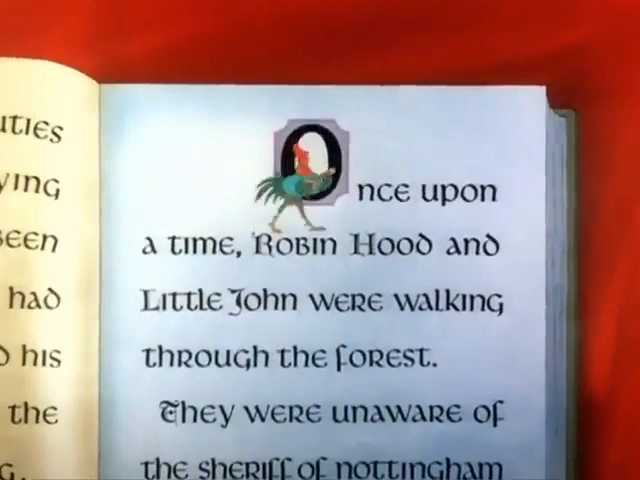 UTIES
YING
BEEN
had
his
the
Once upon
a time, Robin Hood and
Little John were walking
through the forest.
They were unaware of
the sheriff of nottingham